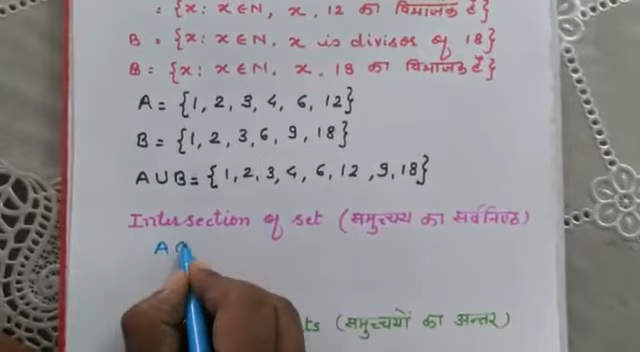 = {x: x∈N, x, 12 का विभाजक है}
B = {x: x∈N, x is divisor of 18}
B = {x: x∈N, x, 18 का विभाजक है}
A = {1, 2, 3, 4, 6, 12}
B = {1, 2, 3, 6, 9, 18}
A∪B = {1, 2, 3, 4, 6, 12, 9, 18}
Intersection of set (समुच्चय का सर्वनिष्ठ)
A
ts (समुच्चयों का अन्तर)